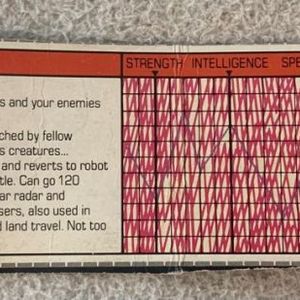 STRENGTH INTELLIGENCE SPE
s and your enemies
ched by fellow
s creatures...
and reverts to robot
tle. Can go 120
ar radar and
sers, also used in
d land travel. Not too